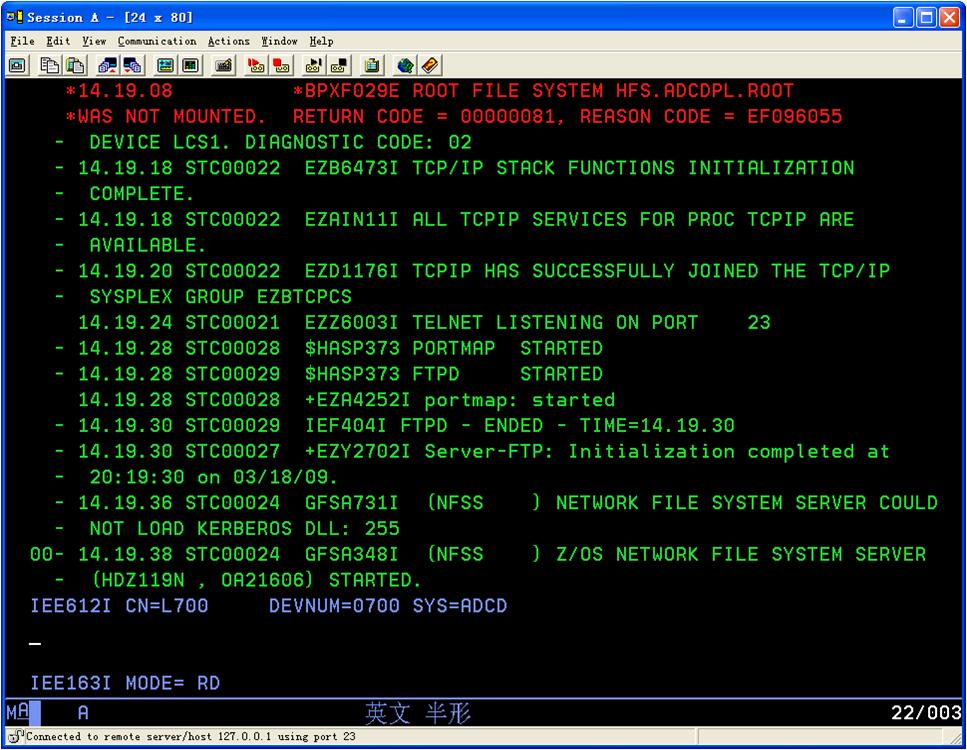 Session A - [24 x 80]
File Edit View Communication Actions Window Help
*14.19.08 *BPXF029E ROOT FILE SYSTEM HFS.ADCDPL.ROOT
*WAS NOT MOUNTED. RETURN CODE = 00000081, REASON CODE = EF096055
- DEVICE LCS1. DIAGNOSTIC CODE: 02
- 14.19.18 STC00022 EZB6473I TCP/IP STACK FUNCTIONS INITIALIZATION
- COMPLETE.
- 14.19.18 STC00022 EZAIN11I ALL TCPIP SERVICES FOR PROC TCPIP ARE
- AVAILABLE.
- 14.19.20 STC00022 EZD1176I TCPIP HAS SUCCESSFULLY JOINED THE TCP/IP
- SYSPLEX GROUP EZBTCPCS
14.19.24 STC00021 EZZ6003I TELNET LISTENING ON PORT 23
- 14.19.28 STC00028 $HASP373 PORTMAP STARTED
- 14.19.28 STC00029 $HASP373 FTPD STARTED
14.19.28 STC00028 +EZA4252I portmap: started
- 14.19.30 STC00029 IEF404I FTPD - ENDED - TIME=14.19.30
- 14.19.30 STC00027 +EZY2702I Server-FTP: Initialization completed at
- 20:19:30 on 03/18/09.
- 14.19.36 STC00024 GFSA731I (NFSS ) NETWORK FILE SYSTEM SERVER COULD
- NOT LOAD KERBEROS DLL: 255
00- 14.19.38 STC00024 GFSA348I (NFSS ) Z/OS NETWORK FILE SYSTEM SERVER
- (HDZ119N , OA21606) STARTED.
IEE612I CN=L700 DEVNUM=0700 SYS=ADCD
IEE163I MODE= RD
MA A 英文 半形 22/003
Connected to remote server/host 127.0.0.1 using port 23